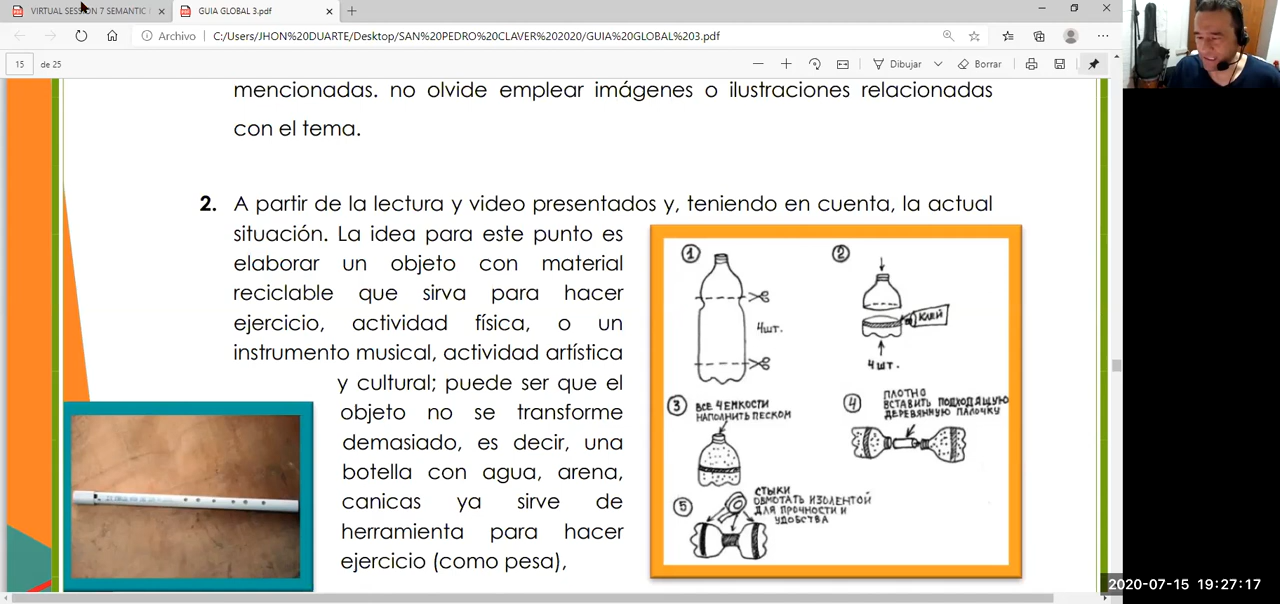 VIRTUAL SESSION 7 SEMANTIC
GUIA GLOBAL 3.pdf
Archivo
C:/Users/JHON%20DUARTE/Desktop/SAN%20PEDRO%20CLAVER%202020/GUIA%20GLOBAL%203.pdf
15
de 25
Dibujar
Borrar
mencionadas. no olvide emplear imágenes o ilustraciones relacionadas
con el tema.
2. A partir de la lectura y video presentados y, teniendo en cuenta, la actual
situación. La idea para este punto es
elaborar un objeto con material
reciclable que sirva para hacer
ejercicio, actividad física, o un
instrumento musical, actividad artística
y cultural; puede ser que el
objeto no se transforme
demasiado, es decir, una
botella con agua, arena,
canicas ya sirve de
herramienta para hacer
ejercicio (como pesa),
1
4шт.
2
КЛЕЙ
4 шт.
3
ВСЕ 4 ЕМКОСТИ
НАПОЛНИТЬ ПЕСКОМ
4
ПЛОТНО
ВСТАВИТЬ ПОДХОДЯЩУЮ
ДЕРЕВЯННУЮ ПАЛОЧКУ
5
СТЫКИ
ОБМОТАТЬ ИЗОЛЕНТОЙ
ДЛЯ ПРОЧНОСТИ И
УДОБСТВА
2020-07-15 19:27:17